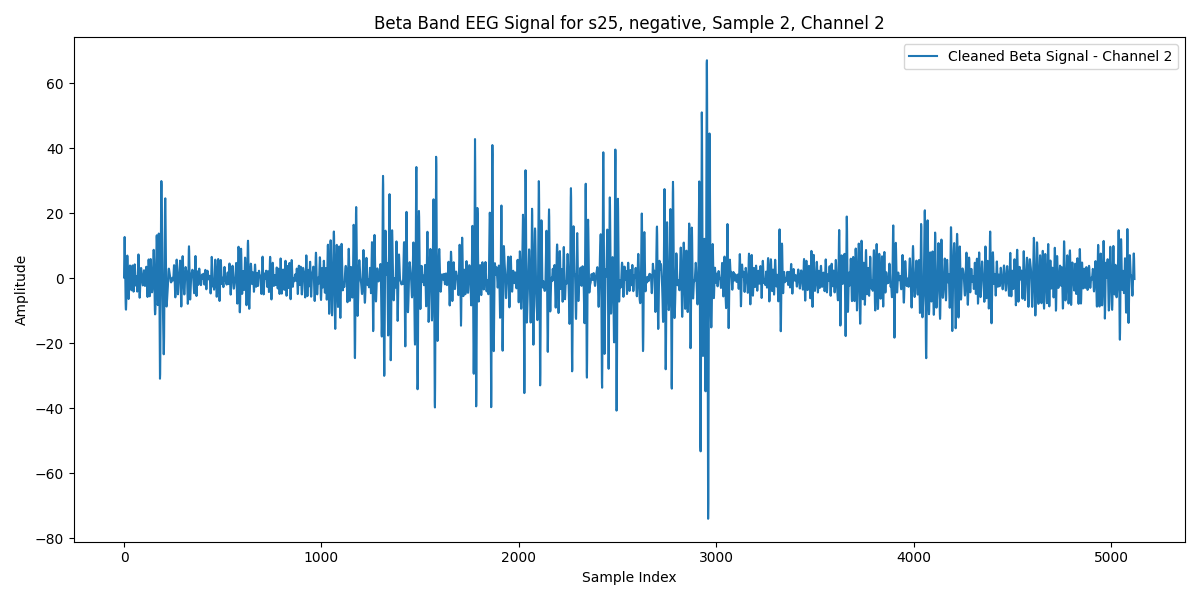 Beta Band EEG Signal for s25, negative, Sample 2, Channel 2
Cleaned Beta Signal - Channel 2
Amplitude
60
40
20
0
−20
−40
−60
−80
0 1000 2000 3000 4000 5000
Sample Index